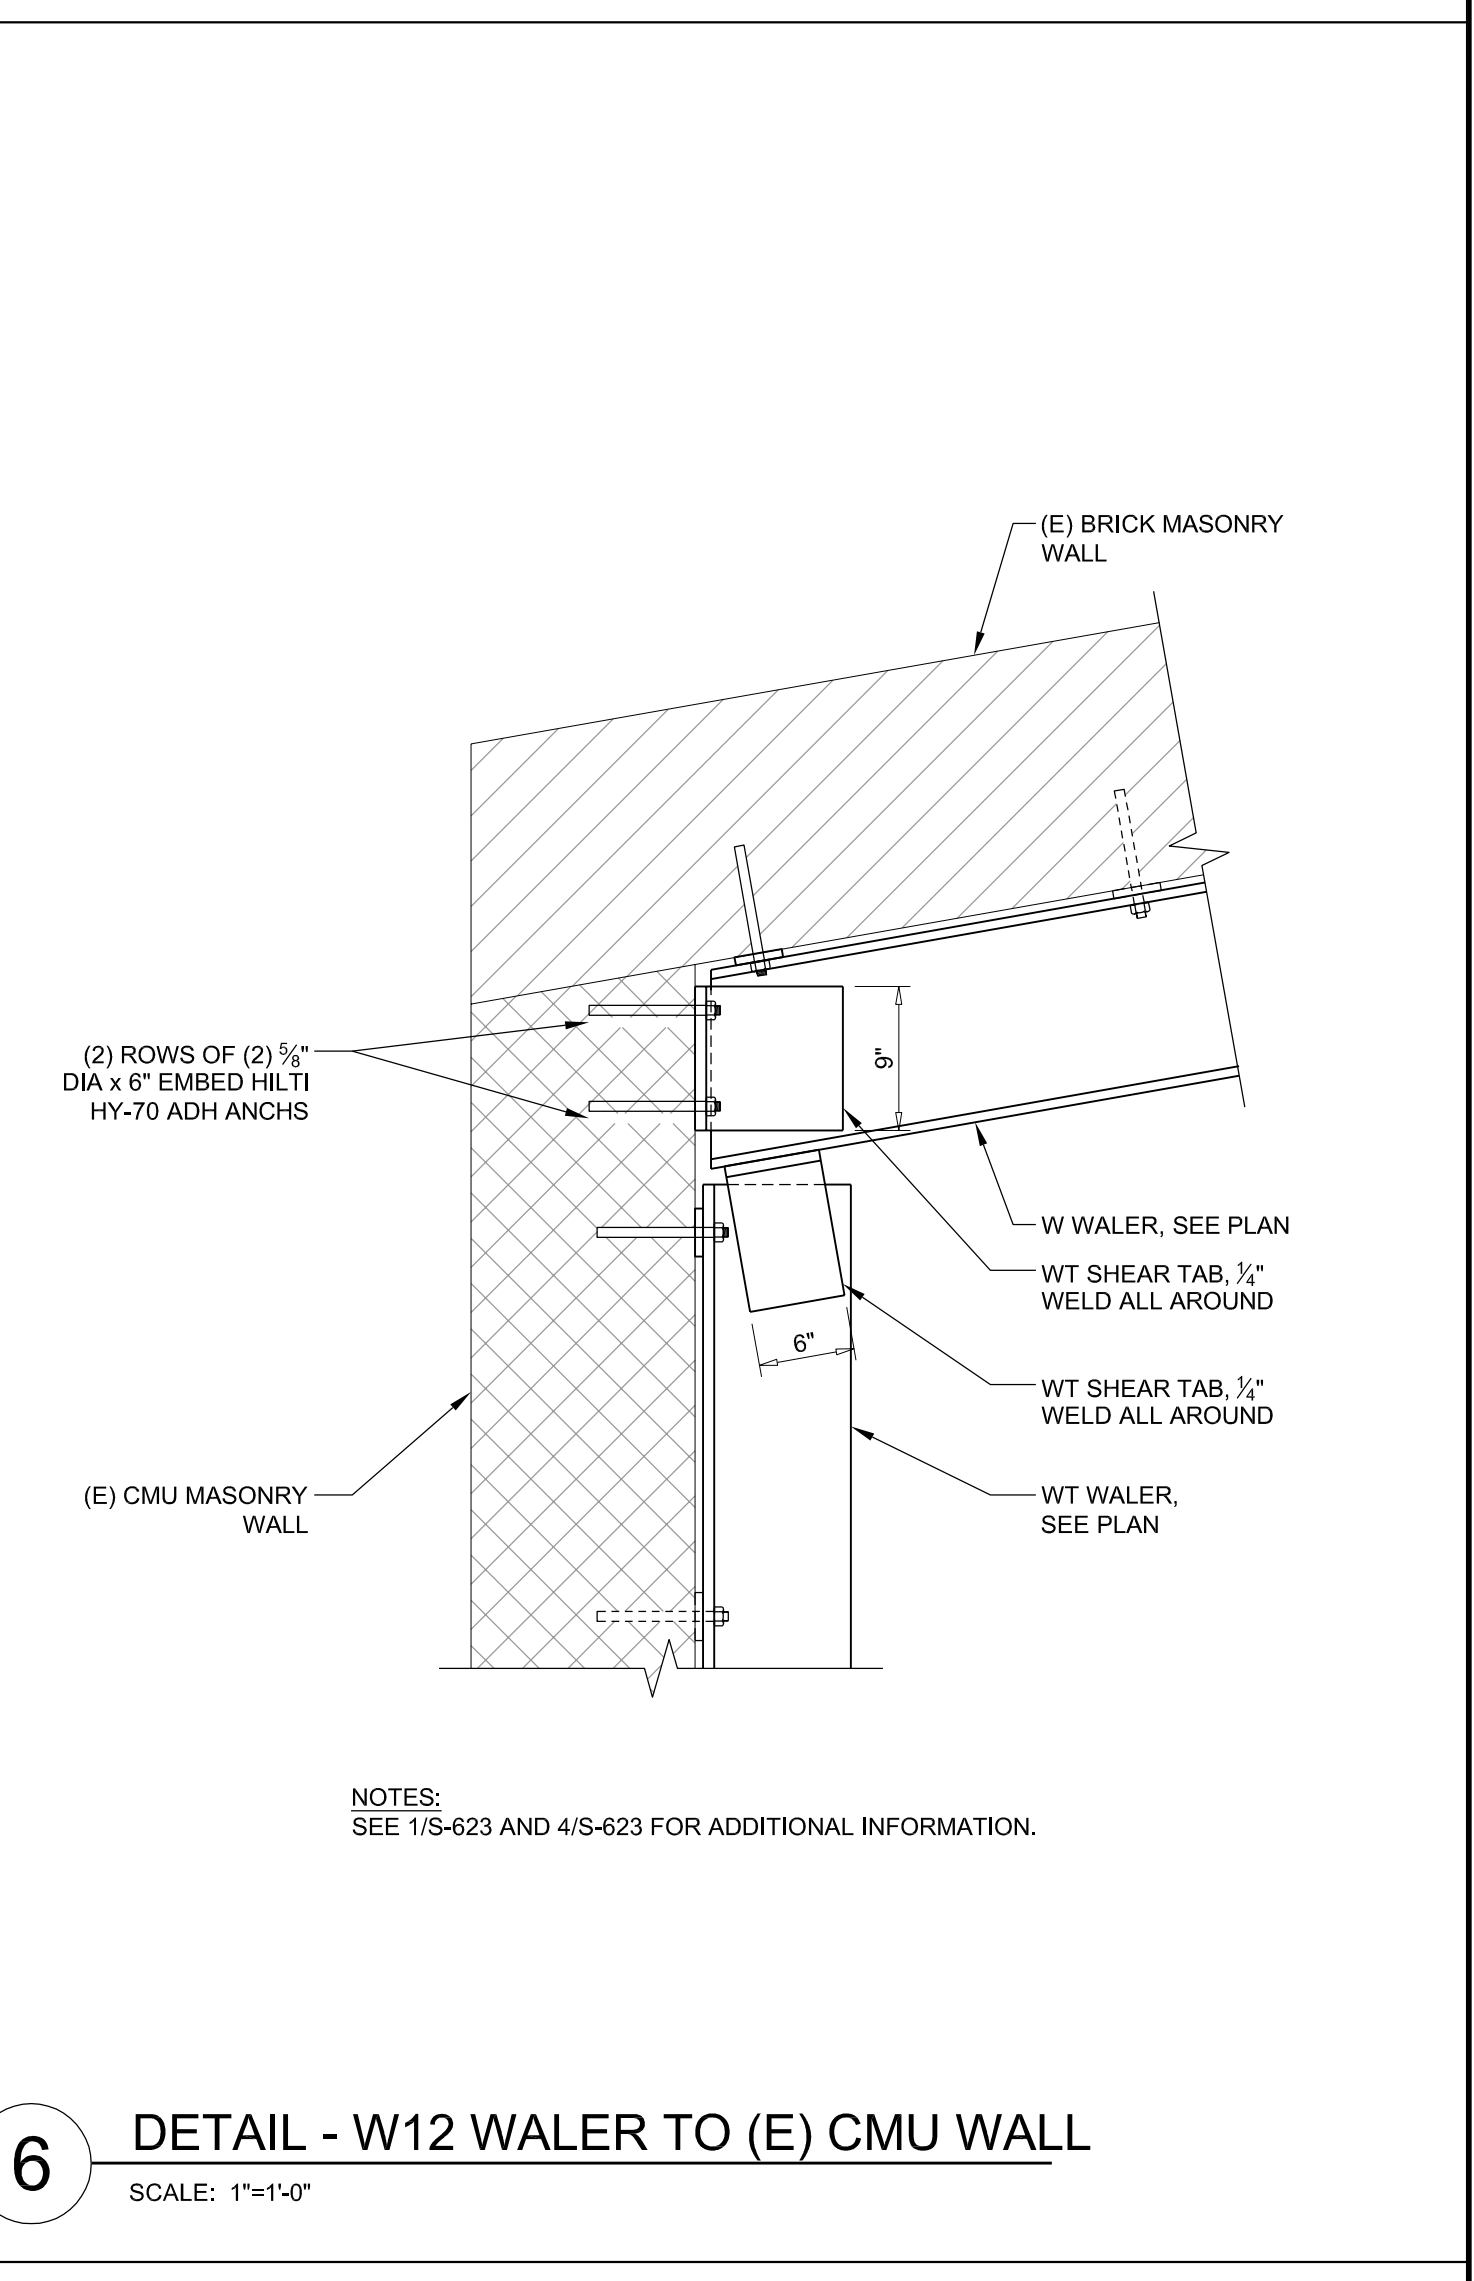 (E) BRICK MASONRY
WALL
(2) ROWS OF (2) ⅝"
DIA x 6" EMBED HILTI
HY-70 ADH ANCHS
9"
W WALER, SEE PLAN
WT SHEAR TAB, ¼"
WELD ALL AROUND
6"
WT SHEAR TAB, ¼"
WELD ALL AROUND
(E) CMU MASONRY
WALL
WT WALER,
SEE PLAN
NOTES:
SEE 1/S-623 AND 4/S-623 FOR ADDITIONAL INFORMATION.
6
DETAIL - W12 WALER TO (E) CMU WALL
SCALE: 1"=1'-0"